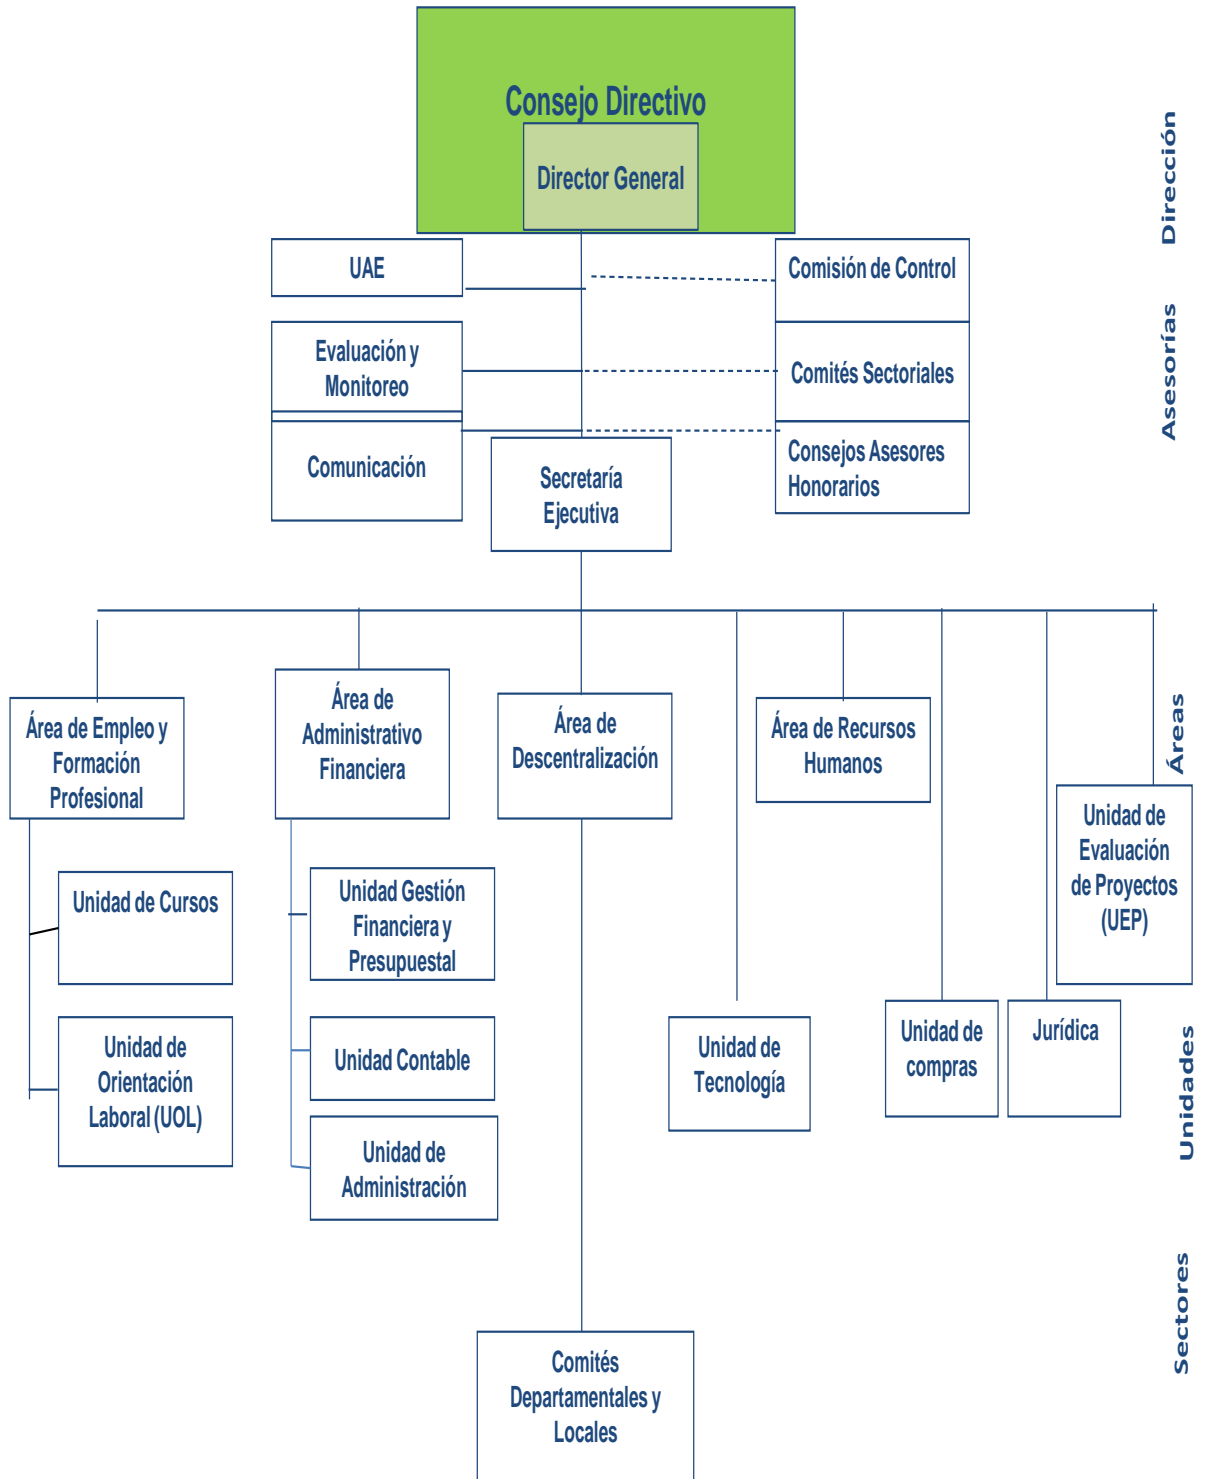 Consejo Directivo
Director General
Dirección
UAE
Comisión de Control
Asesorías
Evaluación y
Monitoreo
Comités Sectoriales
Comunicación
Consejos Asesores
Honorarios
Secretaría
Ejecutiva
Área de Empleo y
Formación
Profesional
Área de
Administrativo
Financiera
Área de
Descentralización
Área de Recursos
Humanos
Áreas
Unidad de
Evaluación
de Proyectos
(UEP)
Unidad de Cursos
Unidad Gestión
Financiera y
Presupuestal
Unidad de
Orientación
Laboral (UOL)
Unidad Contable
Unidad de
Administración
Unidad de
Tecnología
Unidad de
compras
Jurídica
Unidades
Sectores
Comités
Departamentales y
Locales